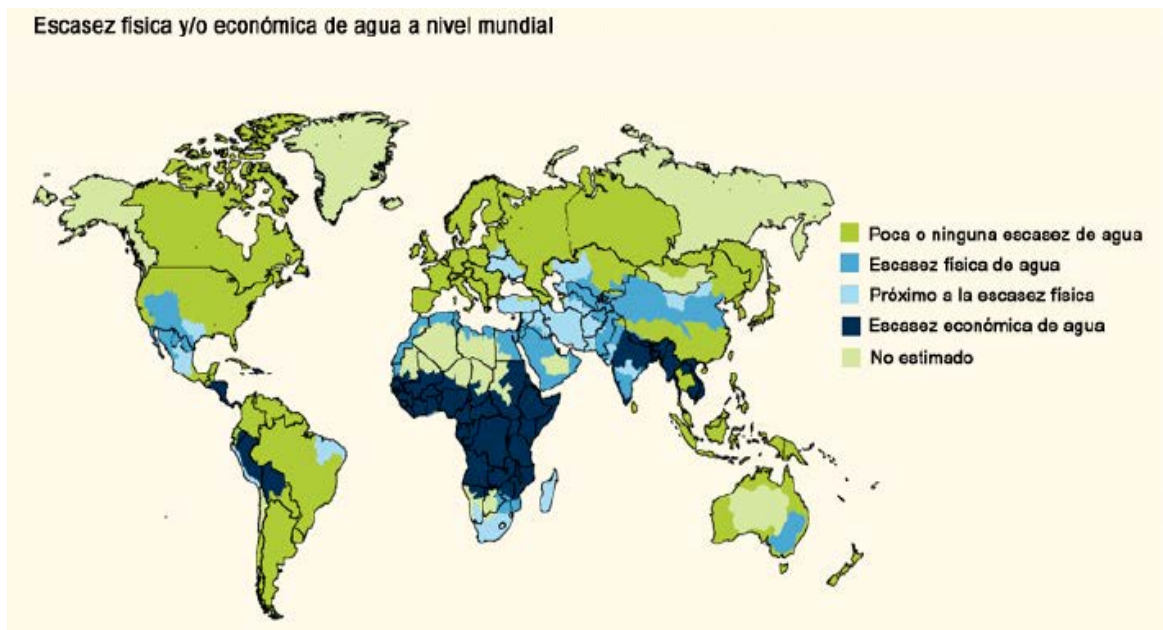 Escasez física y/o económica de agua a nivel mundial
Poca o ninguna escasez de agua
Escasez física de agua
Próximo a la escasez física
Escasez económica de agua
No estimado